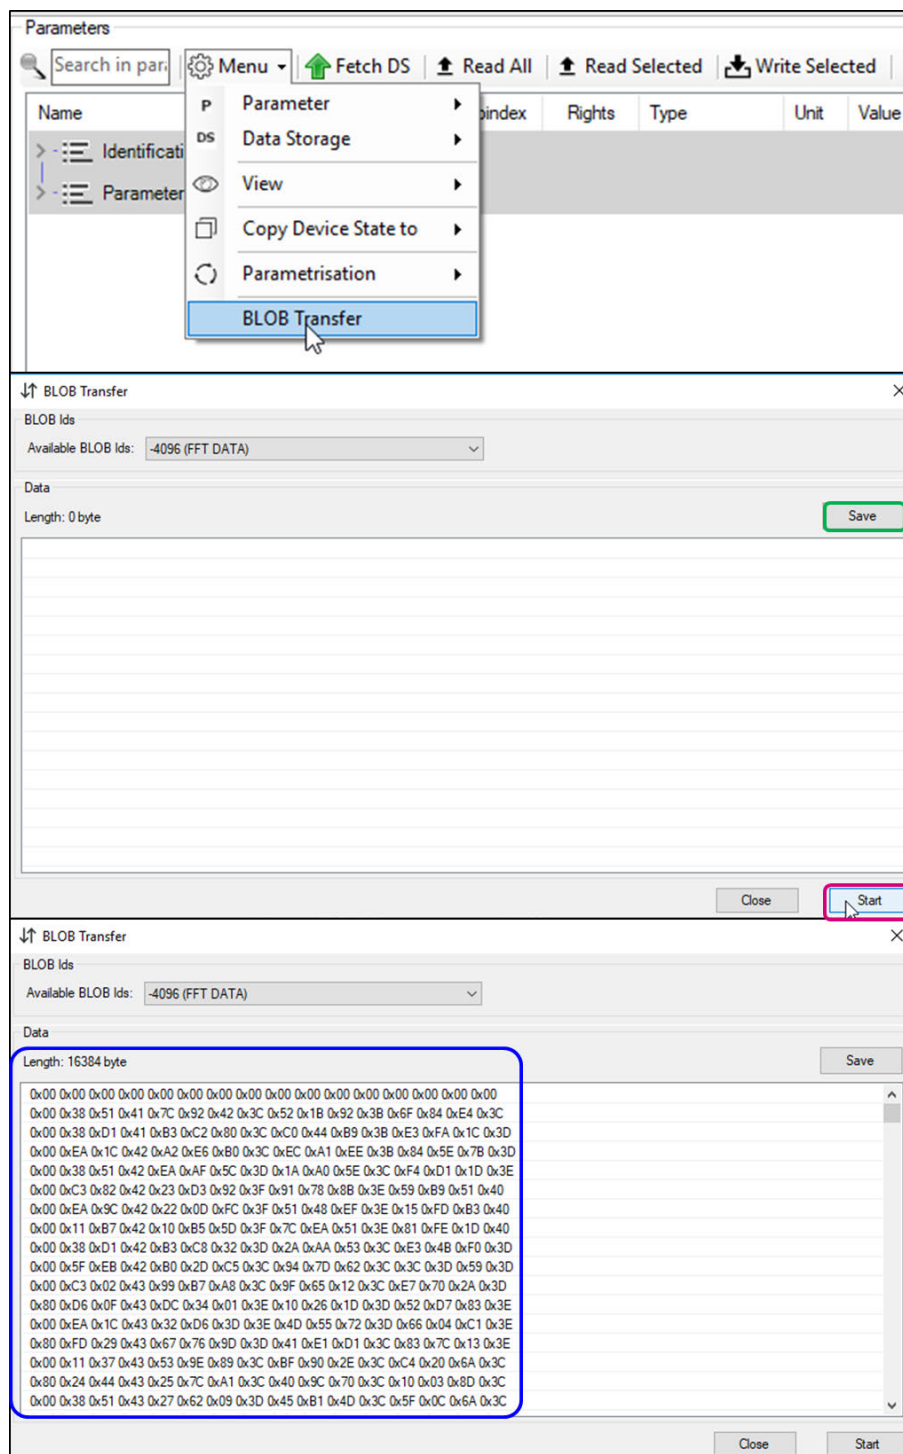 Parameters
Search in para Menu Fetch DS Read All Read Selected Write Selected
Name bindex Rights Type Unit Value
Identificati
Parameter
P Parameter
DS Data Storage
View
Copy Device State to
Parametrisation
BLOB Transfer
BLOB Transfer
BLOB Ids
Available BLOB Ids: -4096 (FFT DATA)
Data
Length: 0 byte
Save
Close Start
BLOB Transfer
BLOB Ids
Available BLOB Ids: -4096 (FFT DATA)
Data
Length: 16384 byte
Save
0x00 0x00 0x00 0x00 0x00 0x00 0x00 0x00 0x00 0x00 0x00 0x00 0x00 0x00 0x00 0x00
0x00 0x38 0x51 0x41 0x7C 0x92 0x42 0x3C 0x52 0x1B 0x92 0x3B 0x6F 0x84 0xE4 0x3C
0x00 0x38 0xD1 0x41 0xB3 0xC2 0x80 0x3C 0xC0 0x44 0xB9 0x3B 0xE3 0xFA 0x1C 0x3D
0x00 0xEA 0x1C 0x42 0xA2 0xE6 0xB0 0x3C 0xEC 0xA1 0xEE 0x3B 0x84 0x5E 0x7B 0x3D
0x00 0x38 0x51 0x42 0xEA 0xAF 0x5C 0x3D 0x1A 0xA0 0x5E 0x3C 0xF4 0xD1 0x1D 0x3E
0x00 0xC3 0x82 0x42 0x23 0xD3 0x92 0x3F 0x91 0x78 0x8B 0x3E 0x59 0xB9 0x51 0x40
0x00 0xEA 0x9C 0x42 0x22 0x0D 0xFC 0x3F 0x51 0x48 0xEF 0x3E 0x15 0xFD 0xB3 0x40
0x00 0x11 0xB7 0x42 0x10 0xB5 0x5D 0x3F 0x7C 0xEA 0x51 0x3E 0x81 0xFE 0x1D 0x40
0x00 0x38 0xD1 0x42 0xB3 0xC8 0x32 0x3D 0x2A 0xAA 0x53 0x3C 0xE3 0x4B 0xF0 0x3D
0x00 0x5F 0xEB 0x42 0xB0 0x2D 0xC5 0x3C 0x94 0x7D 0x62 0x3C 0x3C 0x3D 0x59 0x3D
0x00 0xC3 0x02 0x43 0x99 0xB7 0xA8 0x3C 0x9F 0x65 0x12 0x3C 0xE7 0x70 0x2A 0x3D
0x80 0xD6 0x0F 0x43 0xDC 0x34 0x01 0x3E 0x10 0x26 0x1D 0x3D 0x52 0xD7 0x83 0x3E
0x00 0xEA 0x1C 0x43 0x32 0xD6 0x3D 0x3E 0x4D 0x55 0x72 0x3D 0x66 0x04 0xC1 0x3E
0x80 0xFD 0x29 0x43 0x67 0x76 0x9D 0x3D 0x41 0xE1 0xD1 0x3C 0x83 0x7C 0x13 0x3E
0x00 0x11 0x37 0x43 0x53 0x9E 0x89 0x3C 0xBF 0x90 0x2E 0x3C 0xC4 0x20 0x6A 0x3C
0x80 0x24 0x44 0x43 0x25 0x7C 0xA1 0x3C 0x40 0x9C 0x70 0x3C 0x10 0x03 0x8D 0x3C
0x00 0x38 0x51 0x43 0x27 0x62 0x09 0x3D 0x45 0xB1 0x4D 0x3C 0x5F 0x0C 0x6A 0x3C
Close Start